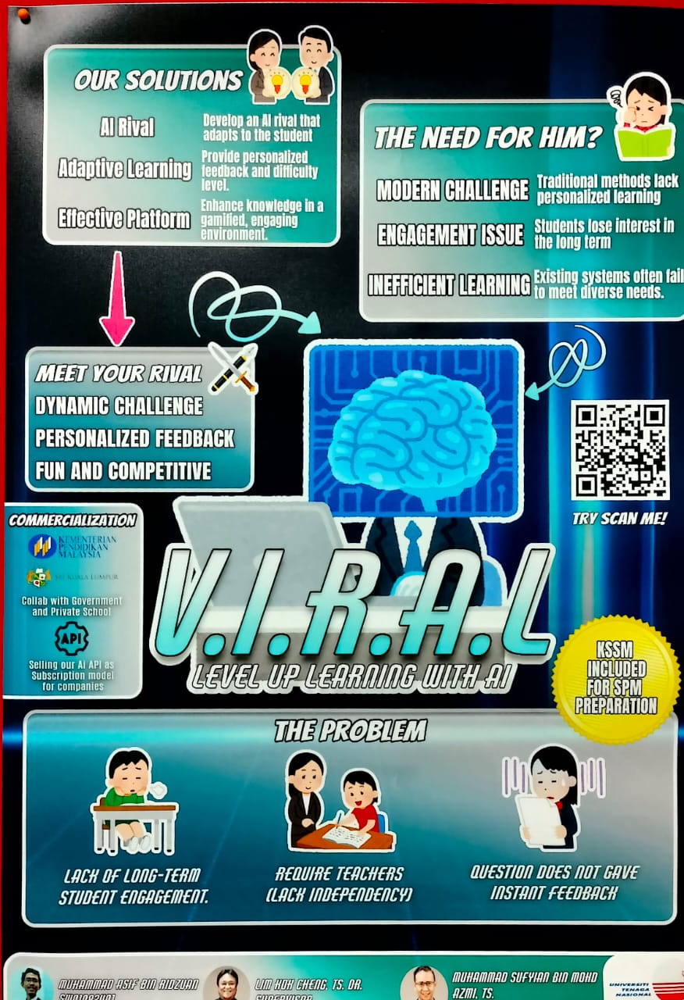 OUR SOLUTIONS
AI Rival
Develop an AI rival that
adapts to the student
Adaptive Learning
Provide personalized
feedback and difficulty
level.
Effective Platform
Enhance knowledge in a
gamified, engaging
environment.
THE NEED FOR HIM?
MODERN CHALLENGE
Traditional methods lack
personalized learning
ENGAGEMENT ISSUE
Students lose interest in
the long term
INEFFICIENT LEARNING
Existing systems often fail
to meet diverse needs.
MEET YOUR RIVAL
DYNAMIC CHALLENGE
PERSONALIZED FEEDBACK
FUN AND COMPETITIVE
TRY SCAN ME!
COMMERCIALIZATION
KEMENTERIAN
PENDIDIKAN
MALAYSIA
SRI KUALA LUMPUR
Collab with Government
and Private School
API
Selling our Ai API as
Subscription model
for companies
V.I.R.A.L
LEVEL UP LEARNING WITH AI
KSSM
INCLUDED
FOR SPM
PREPARATION
THE PROBLEM
LACK OF LONG-TERM
STUDENT ENGAGEMENT.
REQUIRE TEACHERS
(LACK INDEPENDENCY)
QUESTION DOES NOT GAVE
INSTANT FEEDBACK
MUHAMMAD ASIF BIN RIDZUAN
LIM KOK CHENG, TS. DR.
SUPERVISOR
MUHAMMAD SUFYIAN BIN MOHD
AZMI, TS.
UNIVERSITI
TENAGA
NASIONAL